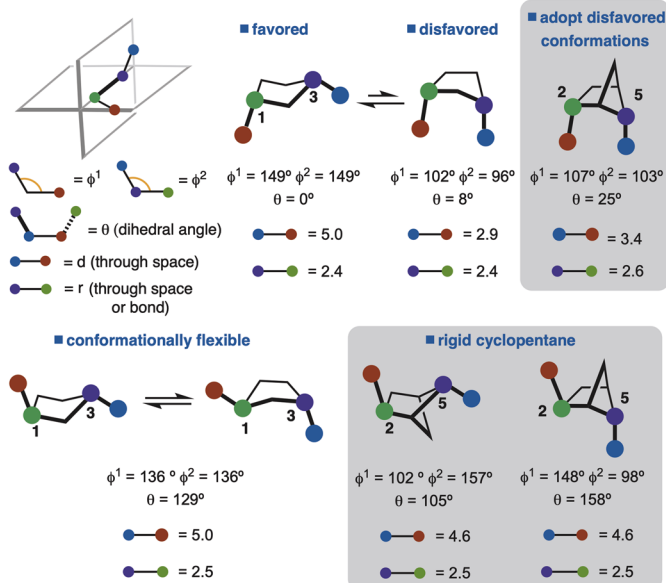 ■ favored
■ disfavored
■ adopt disfavored
conformations
1
3
2
5
= ϕ¹
= ϕ²
= θ (dihedral angle)
= d (through space)
= r (through space
or bond)
ϕ¹ = 149º ϕ² = 149º
θ = 0º
= 5.0
= 2.4
ϕ¹ = 102º ϕ² = 96º
θ = 8º
= 2.9
= 2.4
ϕ¹ = 107º ϕ² = 103º
θ = 25º
= 3.4
= 2.6
■ conformationally flexible
1
3
1
3
ϕ¹ = 136 º ϕ² = 136º
θ = 129º
= 5.0
= 2.5
■ rigid cyclopentane
2
5
2
5
ϕ¹ = 102 º ϕ² = 157º
θ = 105º
= 4.6
= 2.5
ϕ¹ = 148º ϕ² = 98º
θ = 158º
= 4.6
= 2.5